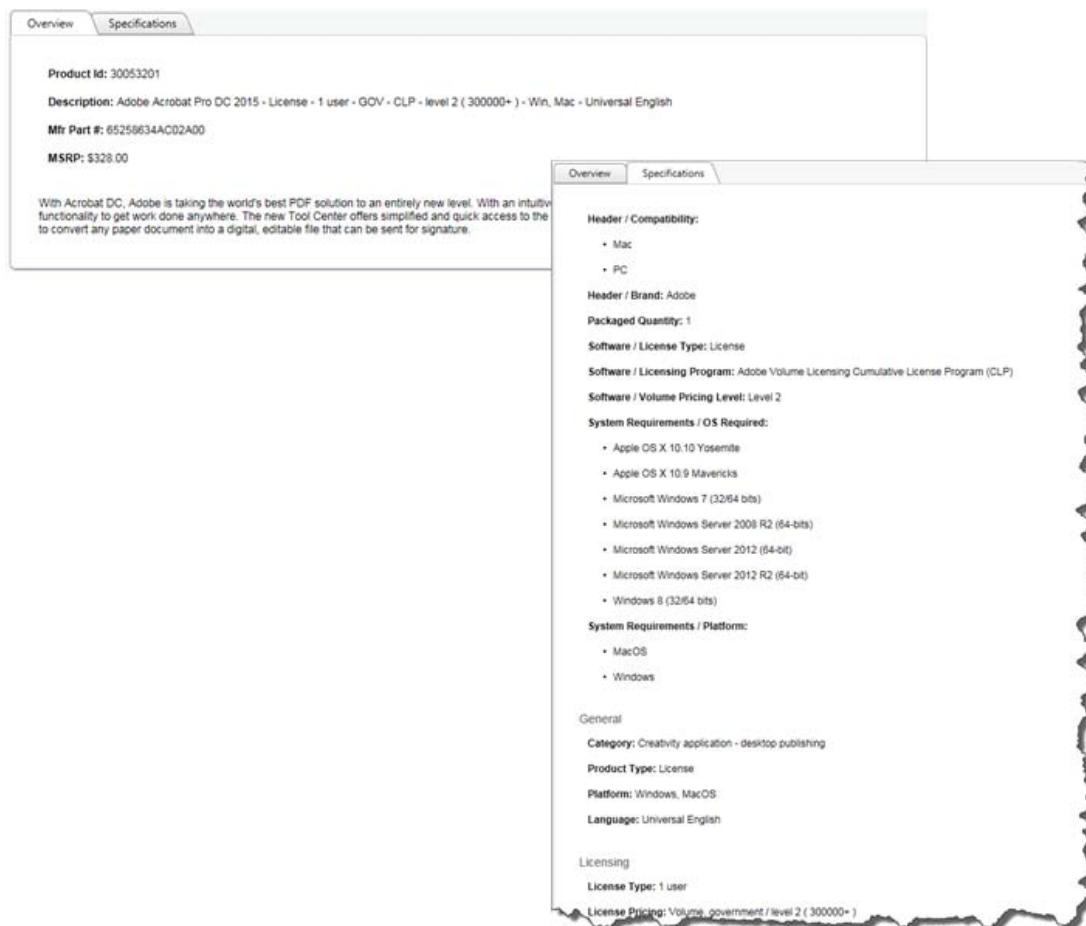 Overview Specifications
Product Id: 30053201
Description: Adobe Acrobat Pro DC 2015 - License - 1 user - GOV - CLP - level 2 ( 300000+ ) - Win, Mac - Universal English
Mfr Part #: 65258634AC02A00
MSRP: $328.00
With Acrobat DC, Adobe is taking the world's best PDF solution to an entirely new level. With an
functionality to get work done anywhere. The new Tool Center offers simplified and quick access to the
to convert any paper document into a digital, editable file that can be sent for signature.
Overview Specifications
Header / Compatibility:
• Mac
• PC
Header / Brand: Adobe
Packaged Quantity: 1
Software / License Type: License
Software / Licensing Program: Adobe Volume Licensing Cumulative License Program (CLP)
Software / Volume Pricing Level: Level 2
System Requirements / OS Required:
• Apple OS X 10.10 Yosemite
• Apple OS X 10.9 Mavericks
• Microsoft Windows 7 (32/64 bits)
• Microsoft Windows Server 2008 R2 (64-bits)
• Microsoft Windows Server 2012 (64-bit)
• Microsoft Windows Server 2012 R2 (64-bit)
• Windows 8 (32/64 bits)
System Requirements / Platform:
• MacOS
• Windows
General
Category: Creativity application - desktop publishing
Product Type: License
Platform: Windows, MacOS
Language: Universal English
Licensing
License Type: 1 user
License Pricing: Volume, government / level 2 ( 300000+ )